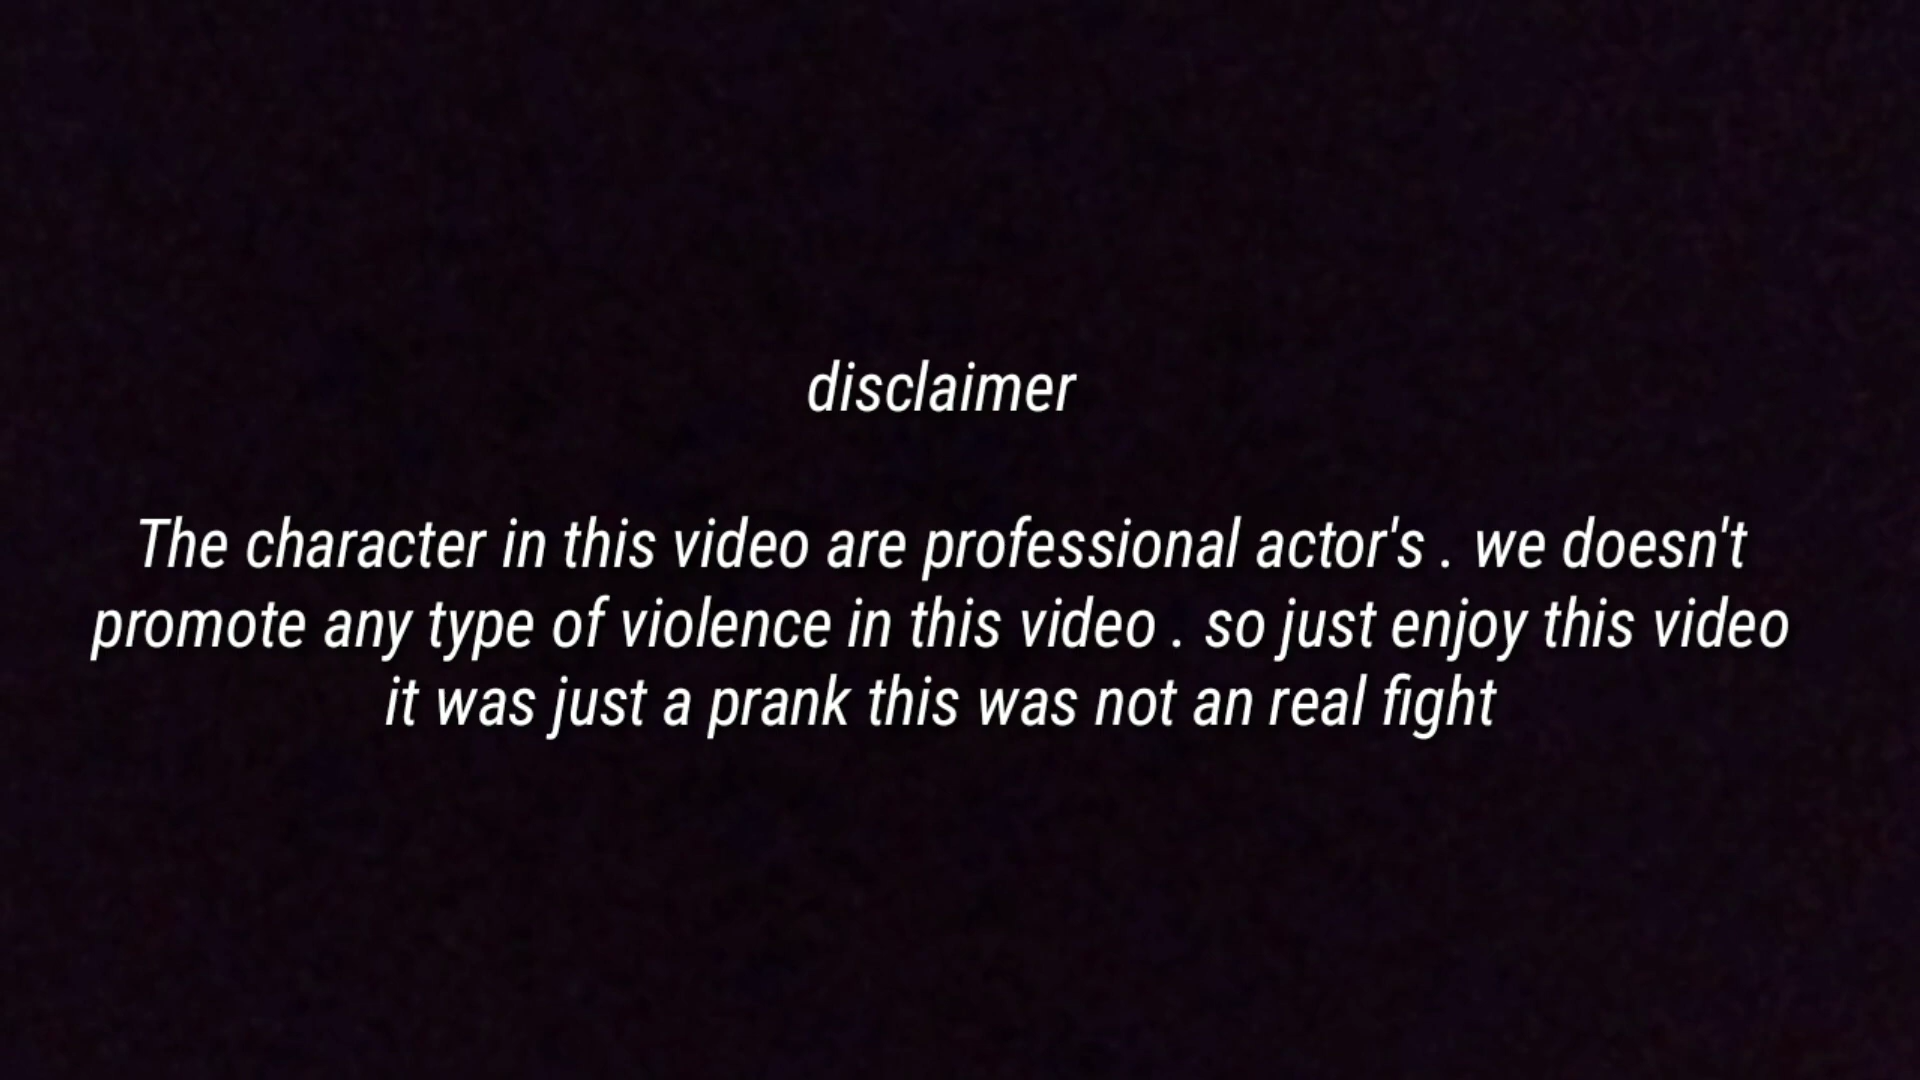 disclaimer
The character in this video are professional actor's . we doesn't
promote any type of violence in this video . so just enjoy this video
it was just a prank this was not an real fight